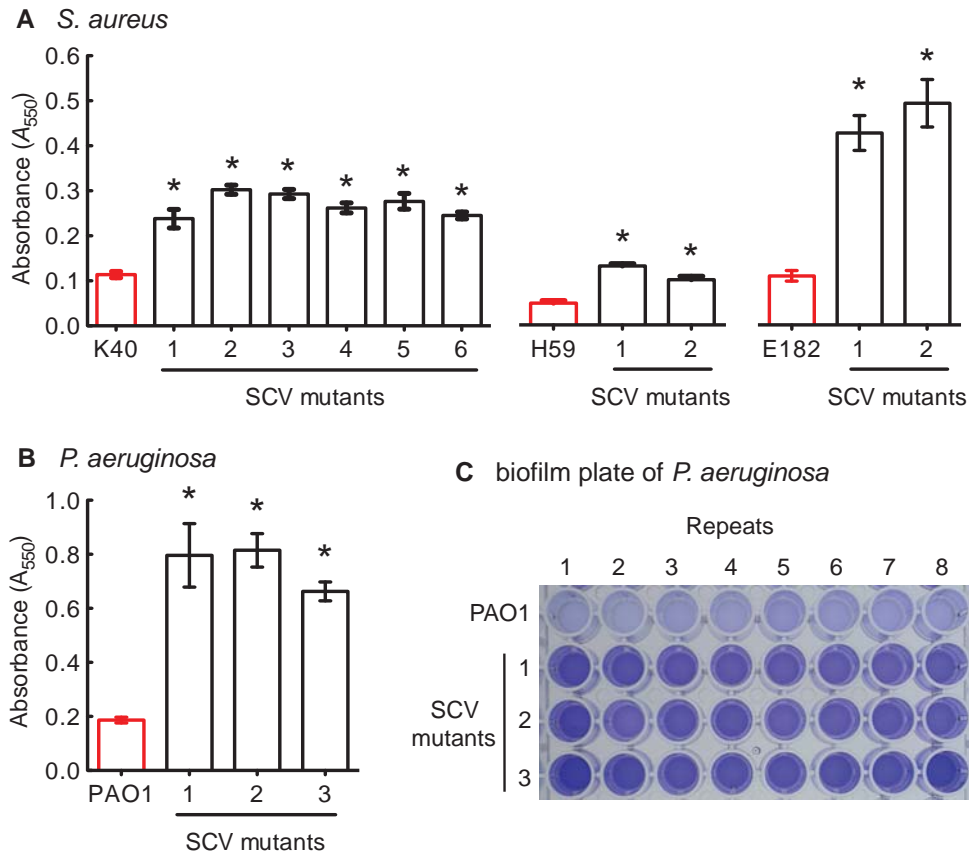 A S. aureus
Absorbance (A550)
0.6
0.5
0.4
0.3
0.2
0.1
0.0
* * * * * *
* *
* *
K40 1 2 3 4 5 6
SCV mutants
H59 1 2
SCV mutants
E182 1 2
SCV mutants
B P. aeruginosa
Absorbance (A550)
1.0
0.8
0.6
0.4
0.2
0.0
* * *
PAO1 1 2 3
SCV mutants
C biofilm plate of P. aeruginosa
Repeats
1 2 3 4 5 6 7 8
PAO1
SCV
mutants
1
2
3